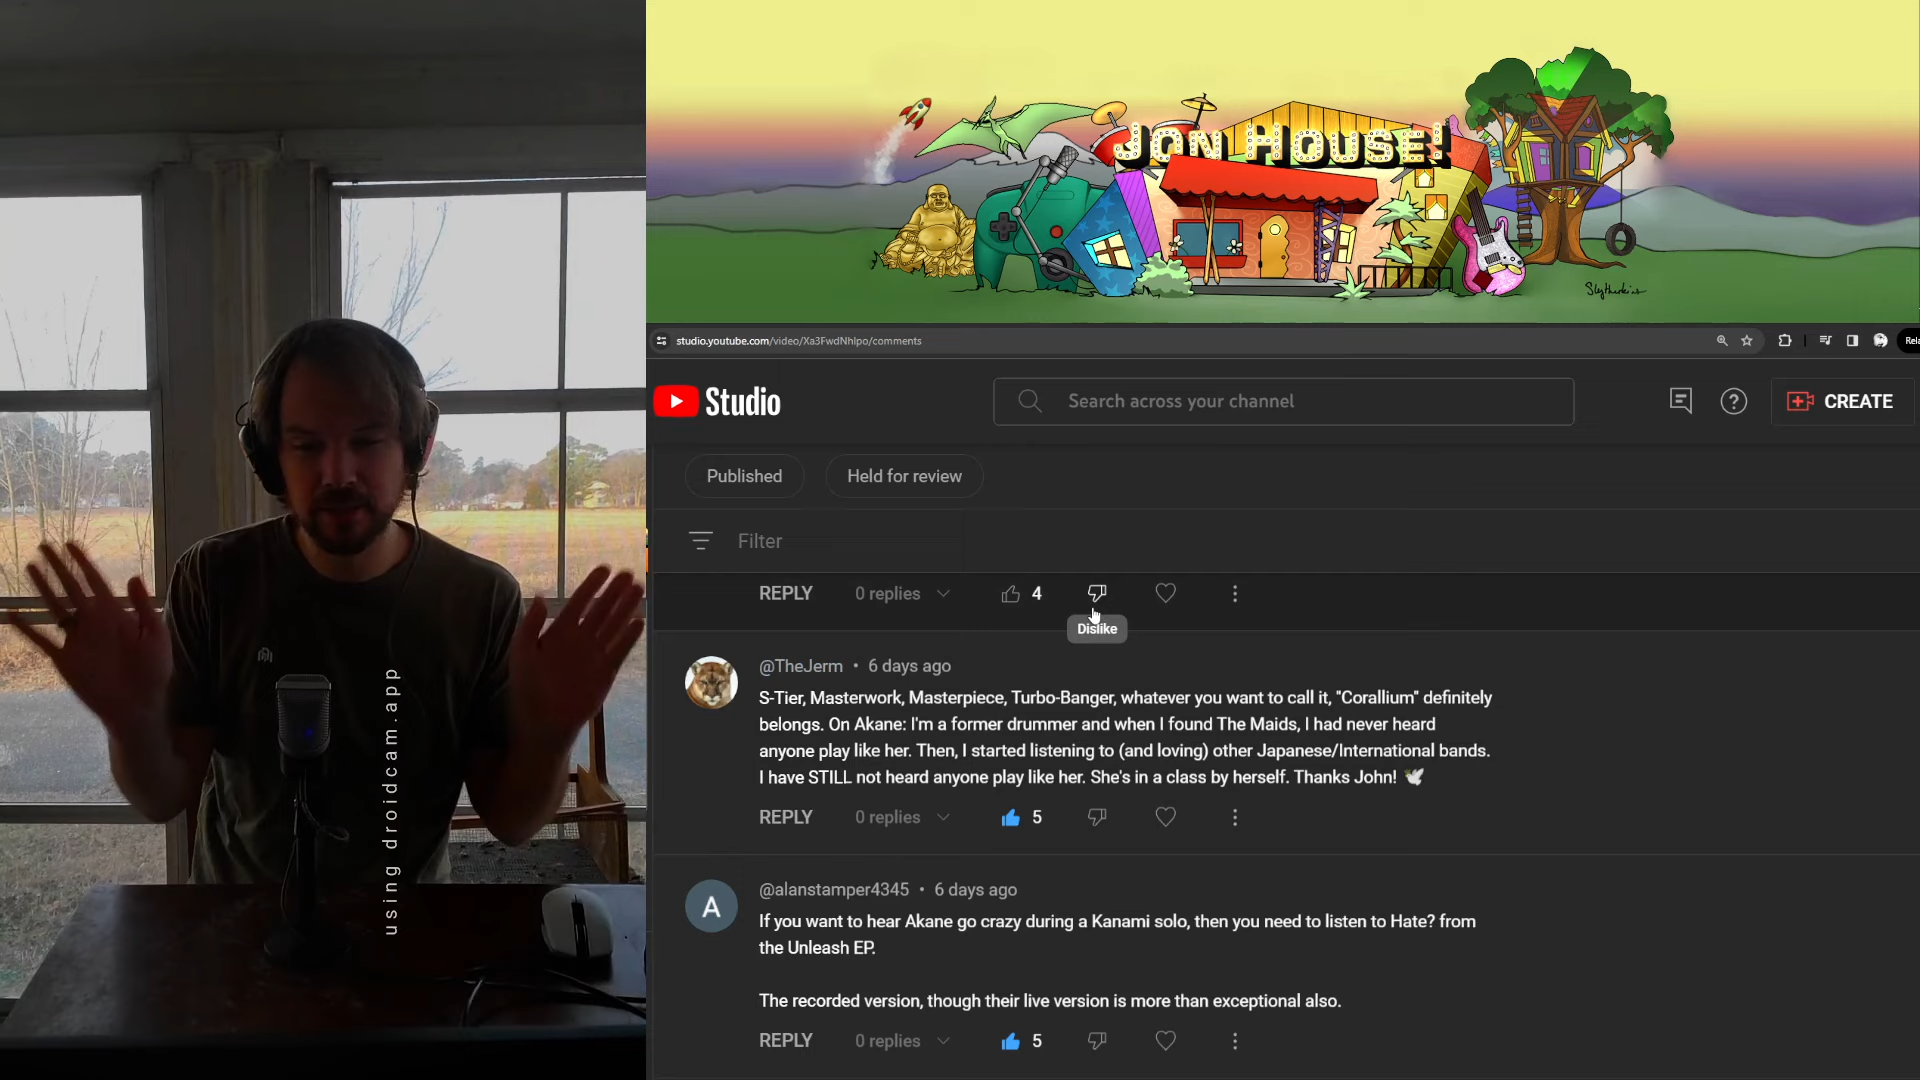 JON HOUSE!
Slytherkins
studio.youtube.com/video/Xa3FwdNhlpo/comments
Rela
Studio
Search across your channel
CREATE
Published
Held for review
Filter
REPLY 0 replies 4
Dislike
@TheJerm • 6 days ago
S-Tier, Masterwork, Masterpiece, Turbo-Banger, whatever you want to call it, "Corallium" definitely
belongs. On Akane: I'm a former drummer and when I found The Maids, I had never heard
anyone play like her. Then, I started listening to (and loving) other Japanese/International bands.
I have STILL not heard anyone play like her. She's in a class by herself. Thanks John! 🕊️
REPLY 0 replies 5
A
@alanstamper4345 • 6 days ago
If you want to hear Akane go crazy during a Kanami solo, then you need to listen to Hate? from
the Unleash EP.
The recorded version, though their live version is more than exceptional also.
REPLY 0 replies 5
using droidcam.app